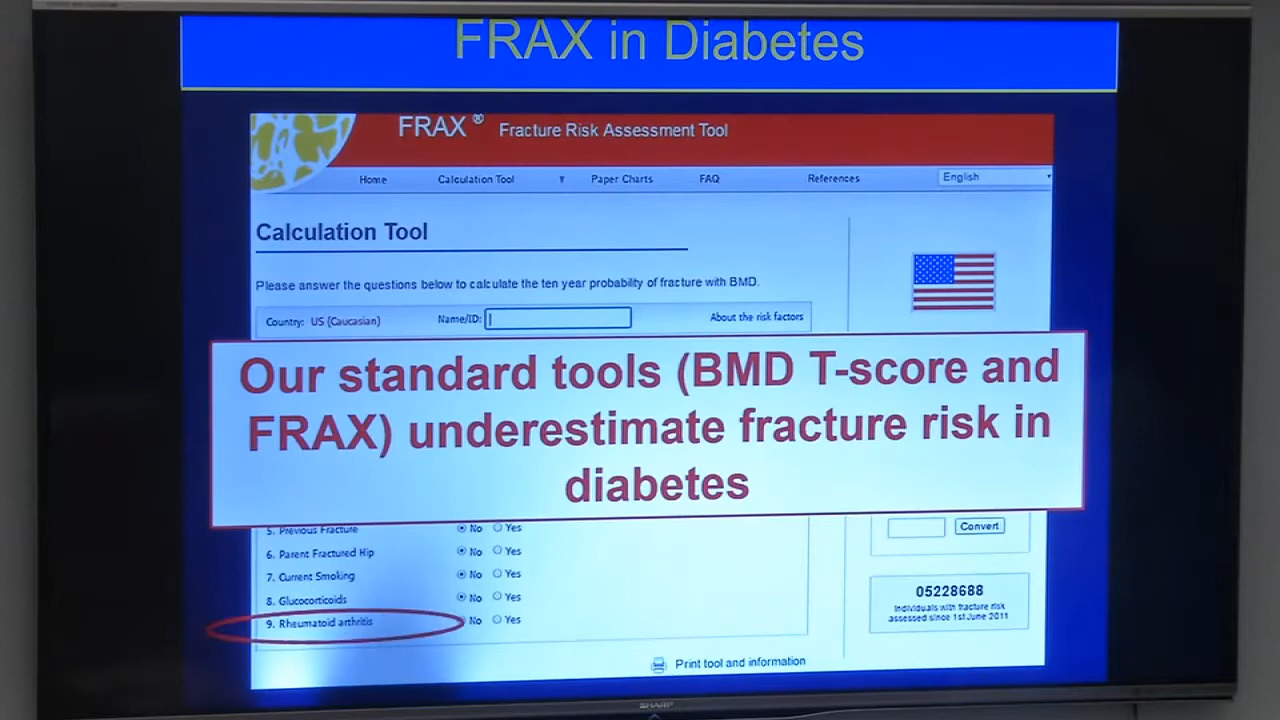 FRAX in Diabetes
FRAX ® Fracture Risk Assessment Tool
Home Calculation Tool ▼ Paper Charts FAQ References English
Calculation Tool
Please answer the questions below to calculate the ten year probability of fracture with BMD.
Country: US (Caucasian) Name/ID: About the risk factors
Our standard tools (BMD T-score and
FRAX) underestimate fracture risk in
diabetes
5. Previous Fracture No Yes
Convert
6. Parent Fractured Hip No Yes
7. Current Smoking No Yes
8. Glucocorticoids No Yes
9. Rheumatoid arthritis No Yes
05228688
Individuals with fracture risk
assessed since 1st June 2011
Print tool and information
SHARP